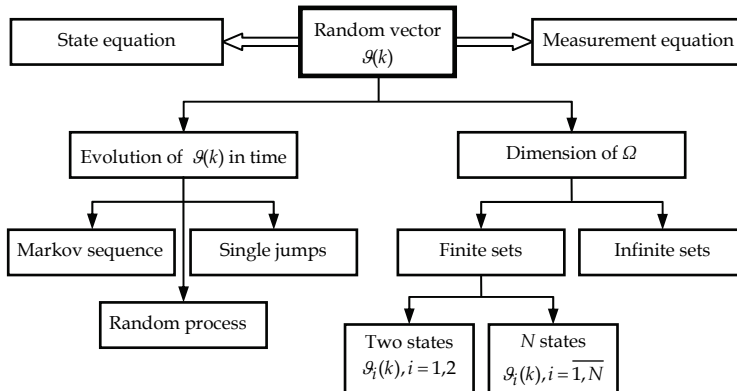 State equation
Random vector
𝜗(k)
Measurement equation
Evolution of 𝜗(k) in time
Dimension of Ω
Markov sequence
Single jumps
Finite sets
Infinite sets
Random process
Two states
𝜗ᵢ(k), i = 1,2
N states
𝜗ᵢ(k), i = 1̅,̅ ̅N̅